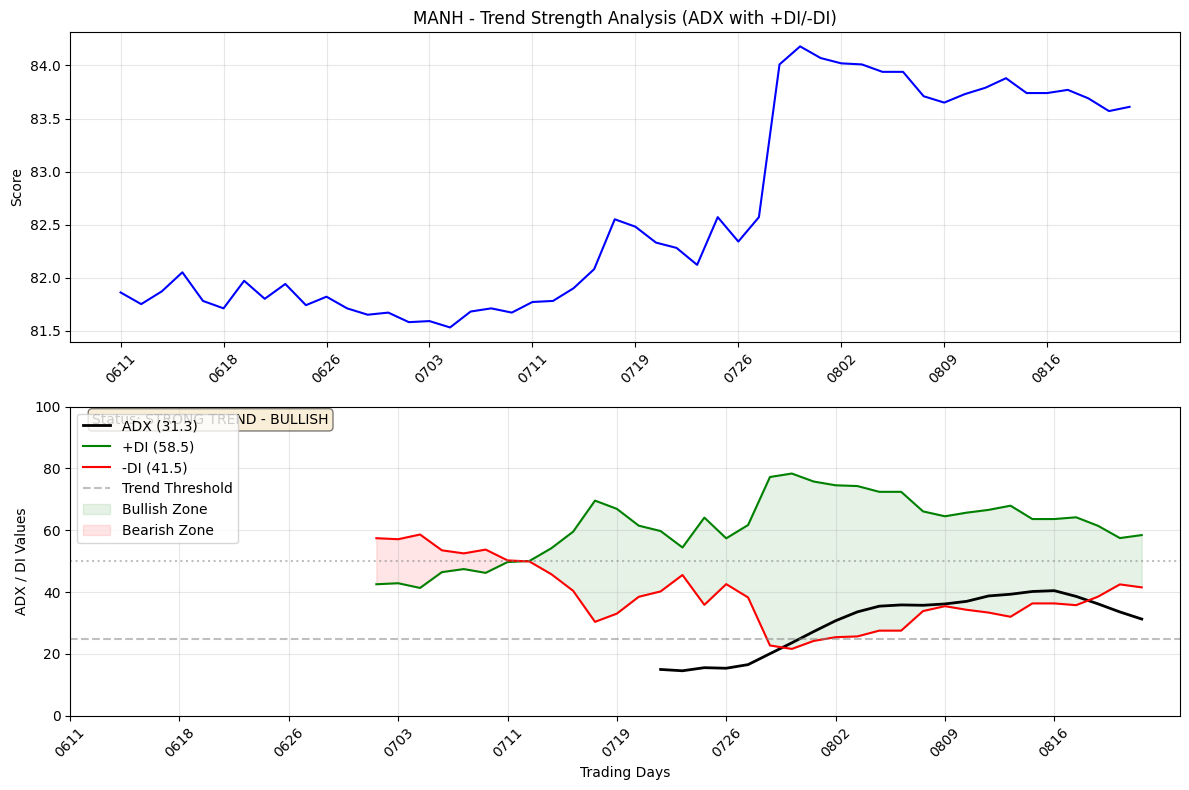 MANH - Trend Strength Analysis (ADX with +DI/-DI)
Score
84.0
83.5
83.0
82.5
82.0
81.5
0611
0618
0626
0703
0711
0719
0726
0802
0809
0816
ADX / DI Values
100
80
60
40
20
0
Status: STRONG TREND - BULLISH
ADX (31.3)
+DI (58.5)
-DI (41.5)
Trend Threshold
Bullish Zone
Bearish Zone
0611
0618
0626
0703
0711
0719
0726
0802
0809
0816
Trading Days